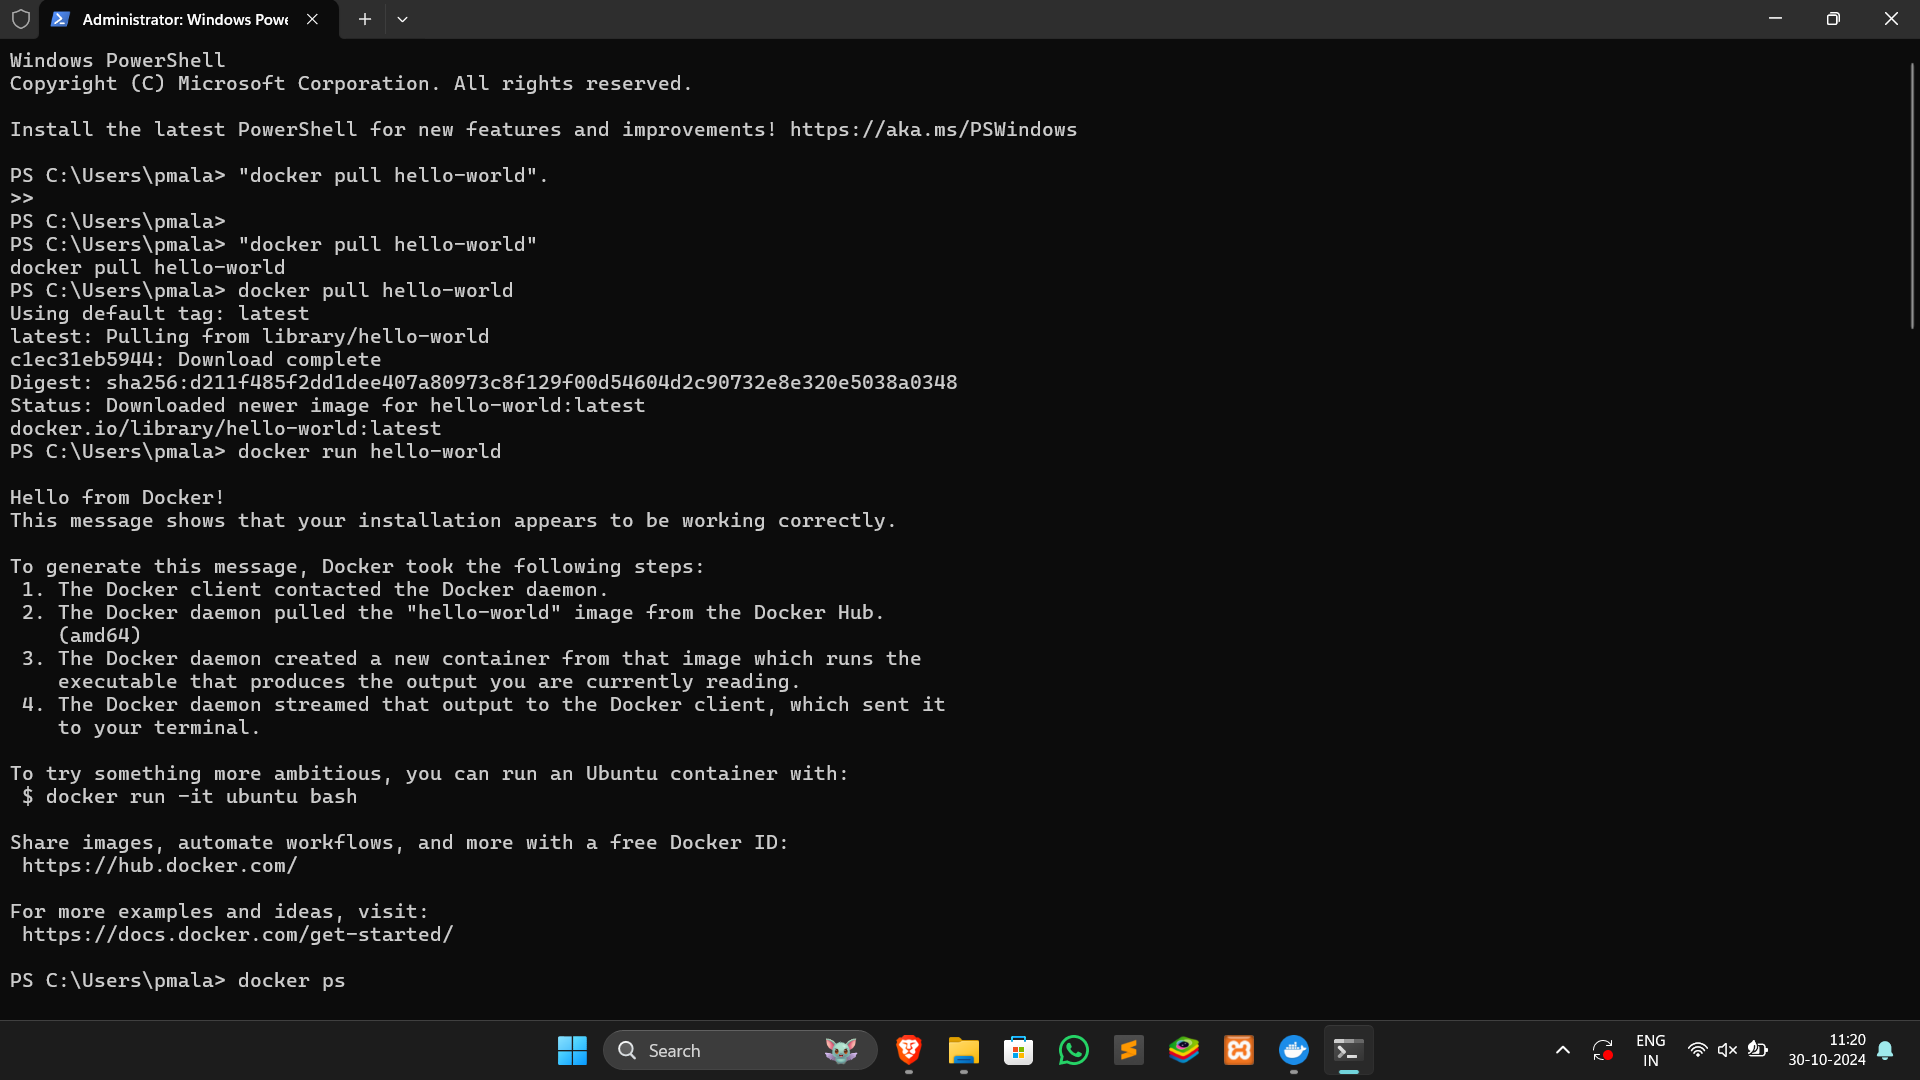 Administrator: Windows Powe
Windows PowerShell
Copyright (C) Microsoft Corporation. All rights reserved.
Install the latest PowerShell for new features and improvements! https://aka.ms/PSWindows
PS C:\Users\pmala> "docker pull hello-world".
>>
PS C:\Users\pmala>
PS C:\Users\pmala> "docker pull hello-world"
docker pull hello-world
PS C:\Users\pmala> docker pull hello-world
Using default tag: latest
latest: Pulling from library/hello-world
c1ec31eb5944: Download complete
Digest: sha256:d211f485f2dd1dee407a80973c8f129f00d54604d2c90732e8e320e5038a0348
Status: Downloaded newer image for hello-world:latest
docker.io/library/hello-world:latest
PS C:\Users\pmala> docker run hello-world
Hello from Docker!
This message shows that your installation appears to be working correctly.
To generate this message, Docker took the following steps:
 1. The Docker client contacted the Docker daemon.
 2. The Docker daemon pulled the "hello-world" image from the Docker Hub.
    (amd64)
 3. The Docker daemon created a new container from that image which runs the
    executable that produces the output you are currently reading.
 4. The Docker daemon streamed that output to the Docker client, which sent it
    to your terminal.
To try something more ambitious, you can run an Ubuntu container with:
 $ docker run -it ubuntu bash
Share images, automate workflows, and more with a free Docker ID:
 https://hub.docker.com/
For more examples and ideas, visit:
 https://docs.docker.com/get-started/
PS C:\Users\pmala> docker ps
Search
ENG
IN
11:20
30-10-2024